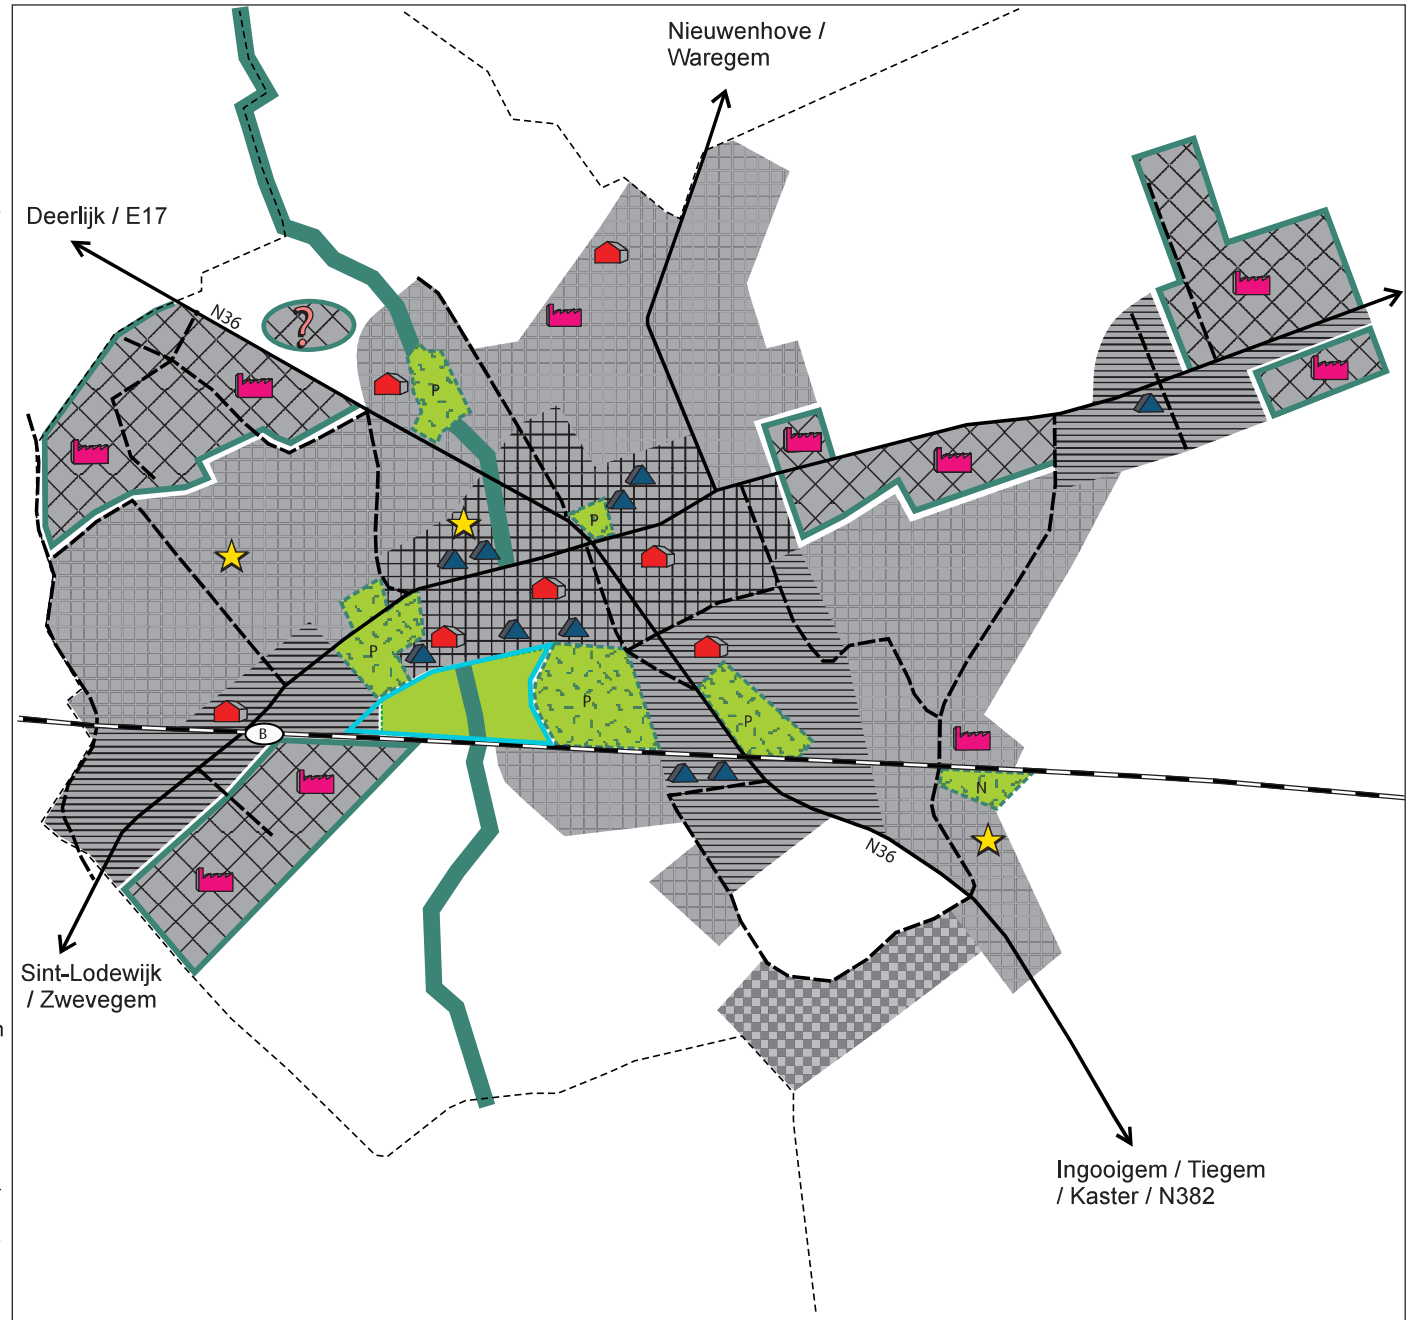 Nieuwenhove /
Waregem
Deerlijk / E17
N36
?
P
P
P
P
P
B
N
N36
Sint-Lodewijk
/ Zwevegem
n
Ingooigem / Tiegem
/ Kaster / N382